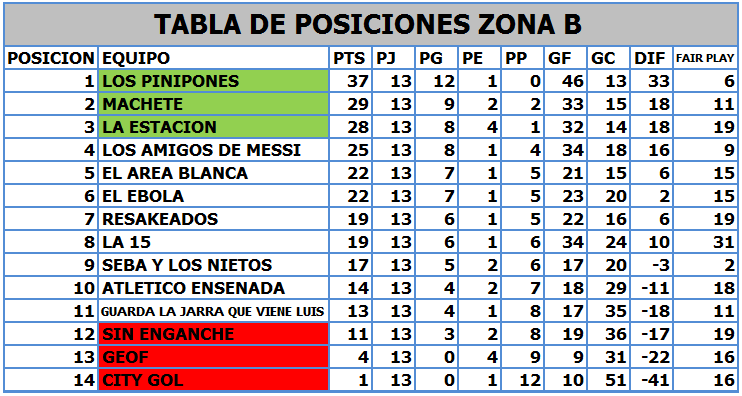 TABLA DE POSICIONES ZONA B
POSICION EQUIPO PTS PJ PG PE PP GF GC DIF FAIR PLAY
1 LOS PINIPONES 37 13 12 1 0 46 13 33 6
2 MACHETE 29 13 9 2 2 33 15 18 11
3 LA ESTACION 28 13 8 4 1 32 14 18 19
4 LOS AMIGOS DE MESSI 25 13 8 1 4 34 18 16 9
5 EL AREA BLANCA 22 13 7 1 5 21 15 6 15
6 EL EBOLA 22 13 7 1 5 23 20 2 15
7 RESAKEADOS 19 13 6 1 5 22 16 6 19
8 LA 15 19 13 6 1 6 34 24 10 31
9 SEBA Y LOS NIETOS 17 13 5 2 6 17 20 -3 2
10 ATLETICO ENSENADA 14 13 4 2 7 18 29 -11 18
11 GUARDA LA JARRA QUE VIENE LUIS 13 13 4 1 8 17 35 -18 11
12 SIN ENGANCHE 11 13 3 2 8 19 36 -17 19
13 GEOF 4 13 0 4 9 9 31 -22 16
14 CITY GOL 1 13 0 1 12 10 51 -41 16